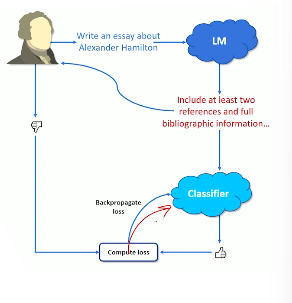 Write an essay about
Alexander Hamilton
LM
Include at least two
references and full
bibliographic information...
Classifier
Backpropagate
loss
Compute loss